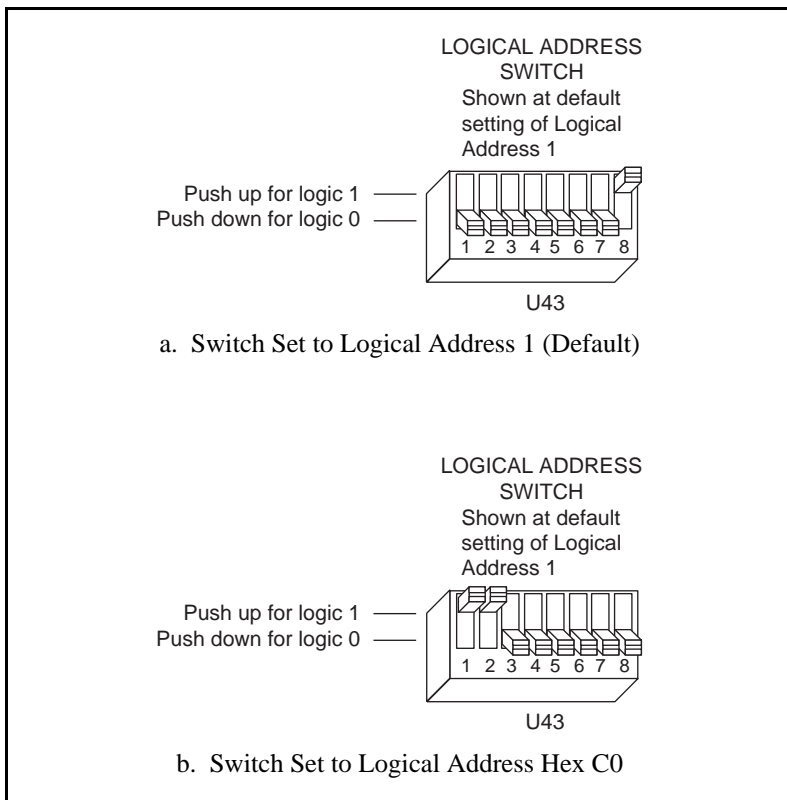 LOGICAL ADDRESS
SWITCH
Shown at default
setting of Logical
Address 1
Push up for logic 1
Push down for logic 0
1 2 3 4 5 6 7 8
U43
a. Switch Set to Logical Address 1 (Default)
LOGICAL ADDRESS
SWITCH
Shown at default
setting of Logical
Address 1
Push up for logic 1
Push down for logic 0
1 2 3 4 5 6 7 8
U43
b. Switch Set to Logical Address Hex C0